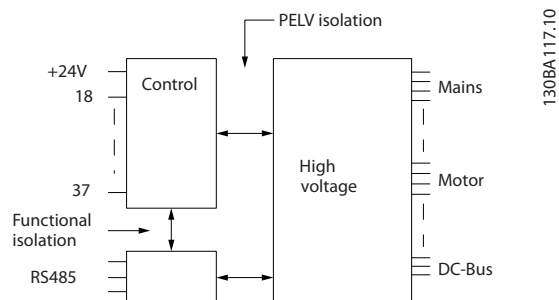 PELV isolation
130BA117.10
+24V
Control
18
Mains
High
voltage
37
Motor
Functional
isolation
RS485
DC-Bus